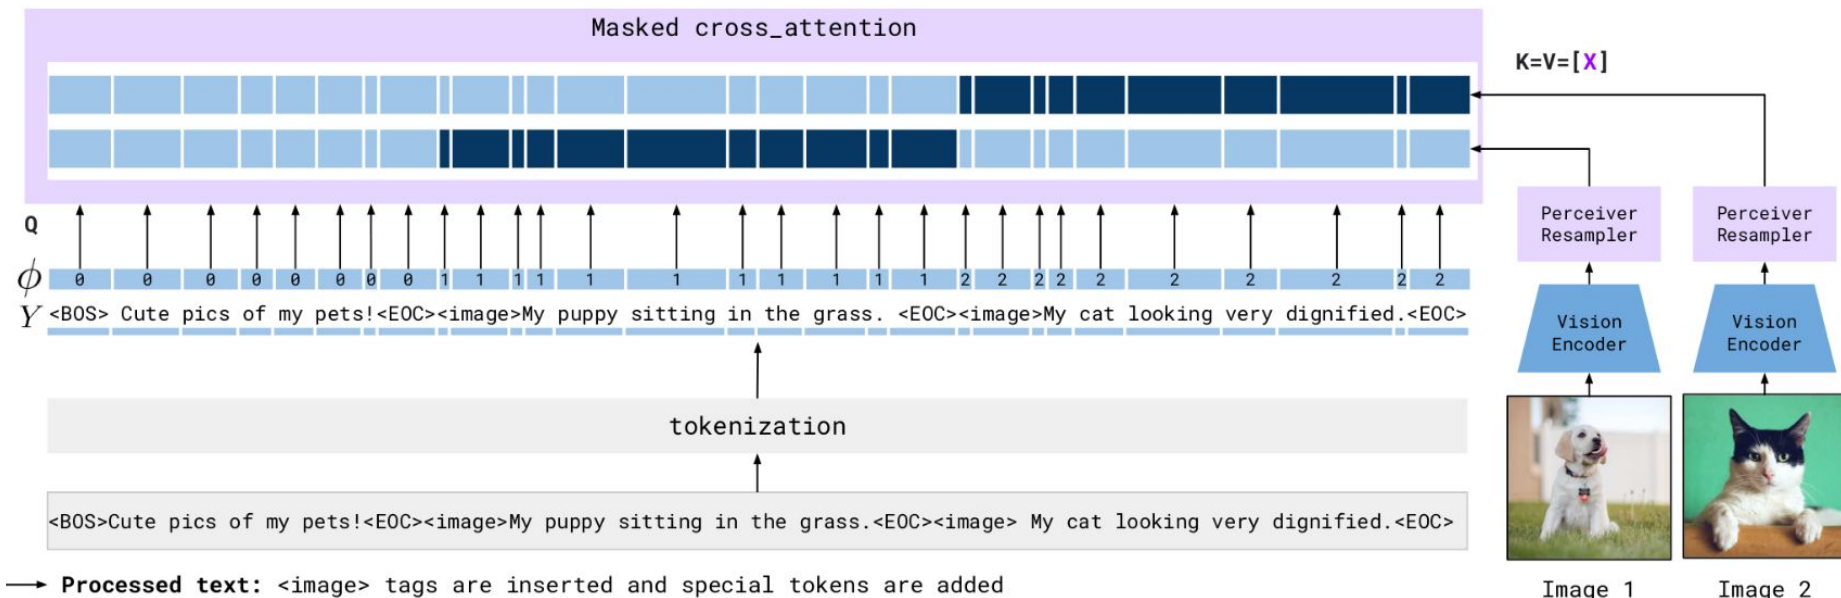 Masked cross_attention
K=V=[X]
Perceiver Resampler
Perceiver Resampler
Q
ϕ 0 0 0 0 0 0 0 0 1 1 1 1 1 1 1 1 1 1 1 2 2 2 2 2 2 2 2 2 2
Y <BOS> Cute pics of my pets!<EOC><image>My puppy sitting in the grass. <EOC><image>My cat looking very dignified.<EOC>
Vision Encoder
Vision Encoder
tokenization
<BOS>Cute pics of my pets!<EOC><image>My puppy sitting in the grass.<EOC><image> My cat looking very dignified.<EOC>
Processed text: <image> tags are inserted and special tokens are added
Image 1
Image 2